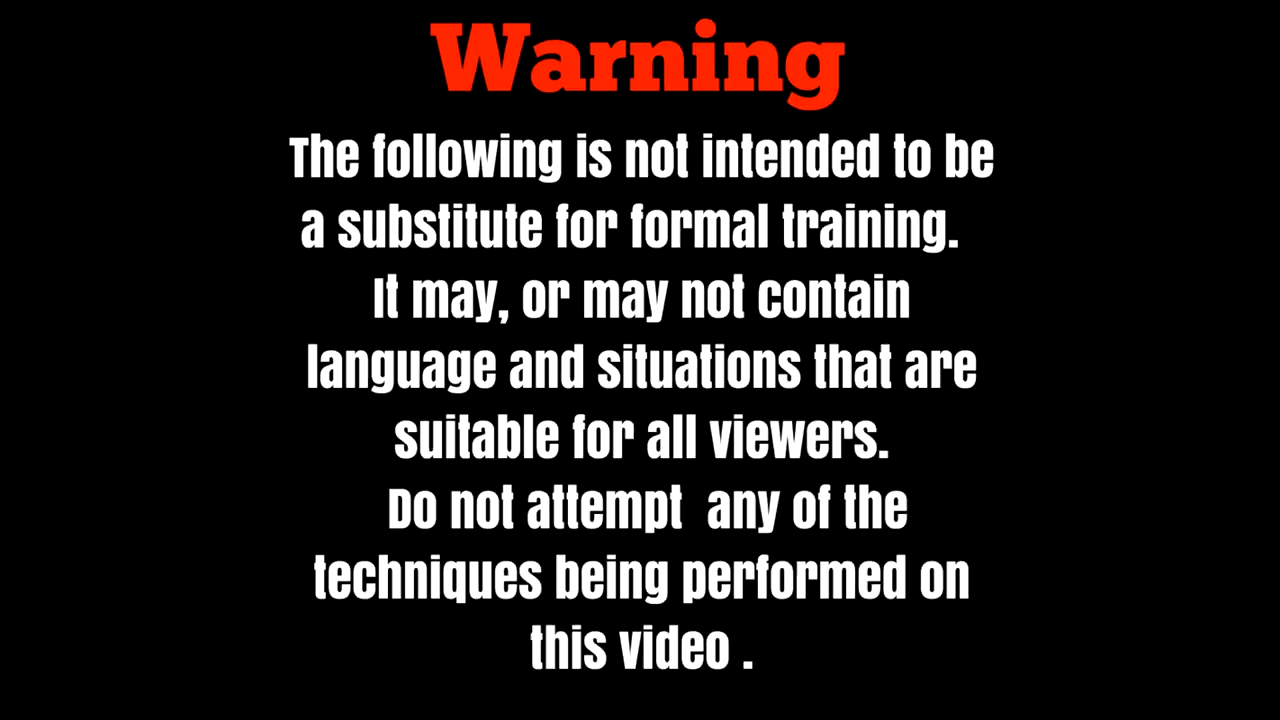 Warning
The following is not intended to be
a substitute for formal training.
It may, or may not contain
language and situations that are
suitable for all viewers.
Do not attempt  any of the
techniques being performed on
this video .